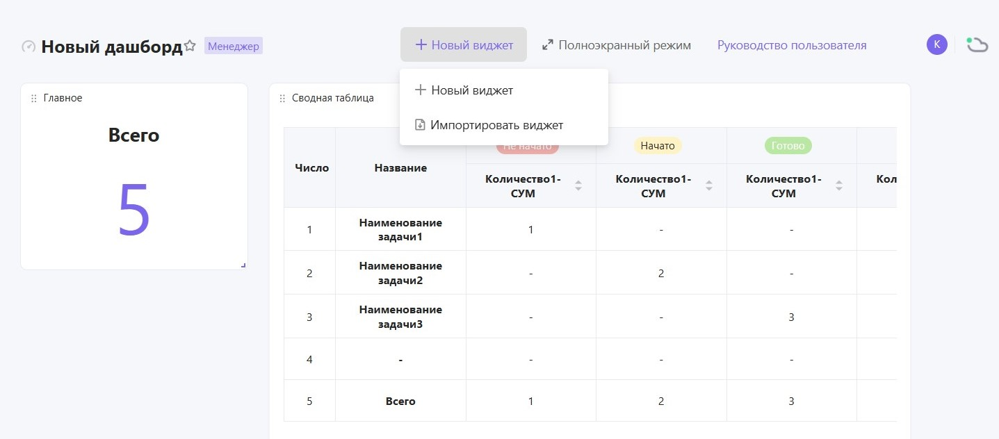 Новый дашборд
Менеджер
Новый виджет
Полноэкранный режим
Руководство пользователя
К
Новый виджет
Импортировать виджет
Главное
Всего
5
Сводная таблица
Не начато
Начато
Готово
Число
Название
Количество1-
СУМ
Количество1-
СУМ
Количество1-
СУМ
Кол
1
Наименование
задачи1
1
-
-
2
Наименование
задачи2
-
2
-
3
Наименование
задачи3
-
-
3
4
-
-
-
-
5
Всего
1
2
3